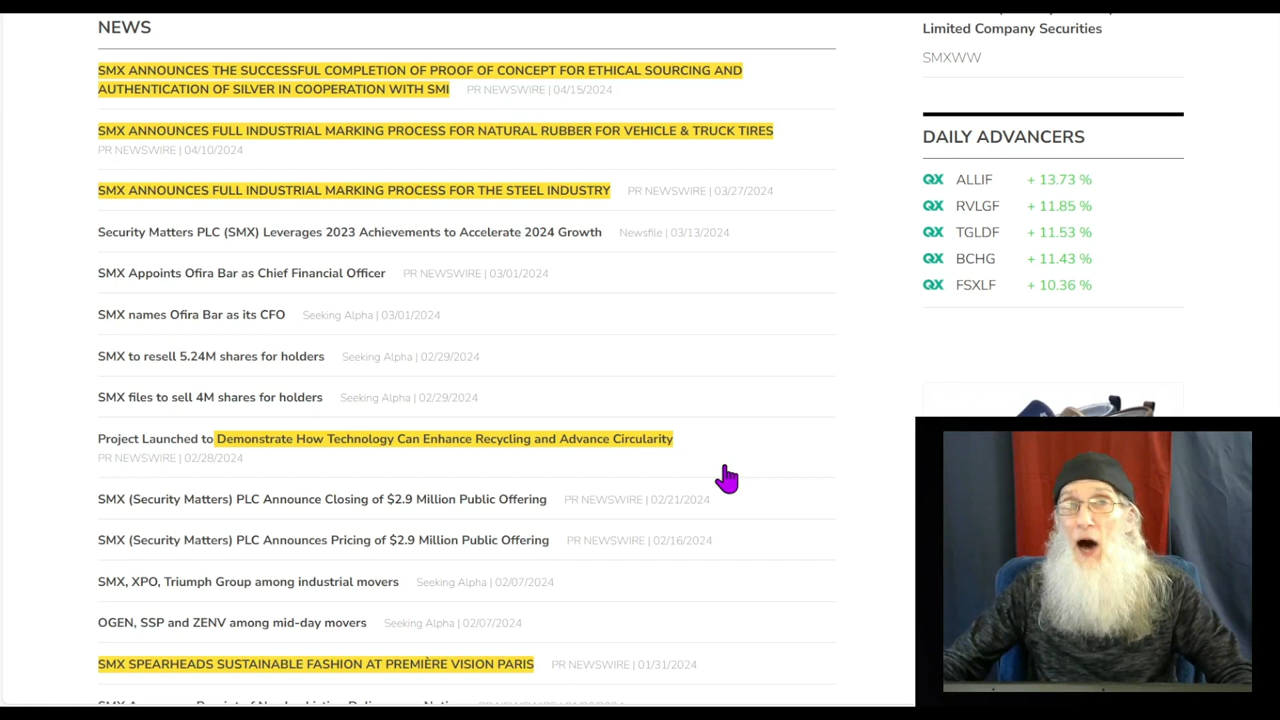 NEWS
SMX ANNOUNCES THE SUCCESSFUL COMPLETION OF PROOF OF CONCEPT FOR ETHICAL SOURCING AND
AUTHENTICATION OF SILVER IN COOPERATION WITH SMI PR NEWSWIRE | 04/15/2024
SMX ANNOUNCES FULL INDUSTRIAL MARKING PROCESS FOR NATURAL RUBBER FOR VEHICLE & TRUCK TIRES
PR NEWSWIRE | 04/10/2024
SMX ANNOUNCES FULL INDUSTRIAL MARKING PROCESS FOR THE STEEL INDUSTRY PR NEWSWIRE | 03/27/2024
Security Matters PLC (SMX) Leverages 2023 Achievements to Accelerate 2024 Growth Newsfile | 03/13/2024
SMX Appoints Ofira Bar as Chief Financial Officer PR NEWSWIRE | 03/01/2024
SMX names Ofira Bar as its CFO Seeking Alpha | 03/01/2024
SMX to resell 5.24M shares for holders Seeking Alpha | 02/29/2024
SMX files to sell 4M shares for holders Seeking Alpha | 02/29/2024
Project Launched to Demonstrate How Technology Can Enhance Recycling and Advance Circularity
PR NEWSWIRE | 02/28/2024
SMX (Security Matters) PLC Announce Closing of $2.9 Million Public Offering PR NEWSWIRE | 02/21/2024
SMX (Security Matters) PLC Announces Pricing of $2.9 Million Public Offering PR NEWSWIRE | 02/16/2024
SMX, XPO, Triumph Group among industrial movers Seeking Alpha | 02/07/2024
OGEN, SSP and ZENV among mid-day movers Seeking Alpha | 02/07/2024
SMX SPEARHEADS SUSTAINABLE FASHION AT PREMIÈRE VISION PARIS PR NEWSWIRE | 01/31/2024
Limited Company Securities
SMXWW
DAILY ADVANCERS
QX ALLIF + 13.73 %
QX RVLGF + 11.85 %
QX TGLDF + 11.53 %
QX BCHG + 11.43 %
QX FSXLF + 10.36 %